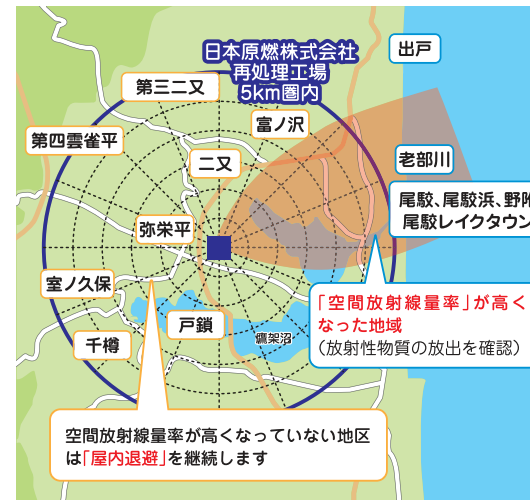 日本原燃株式会社
再処理工場
5km圏内
出戸
第三二又
富ノ沢
第四雲雀平
二又
老部川
尾駮、尾駮浜、野附
尾駮レイクタウン
弥栄平
室ノ久保
「空間放射線量率」が高く
なった地域
（放射性物質の放出を確認）
戸鎖
鷹架沼
千樽
空間放射線量率が高くなっていない地区
は「屋内退避」を継続します